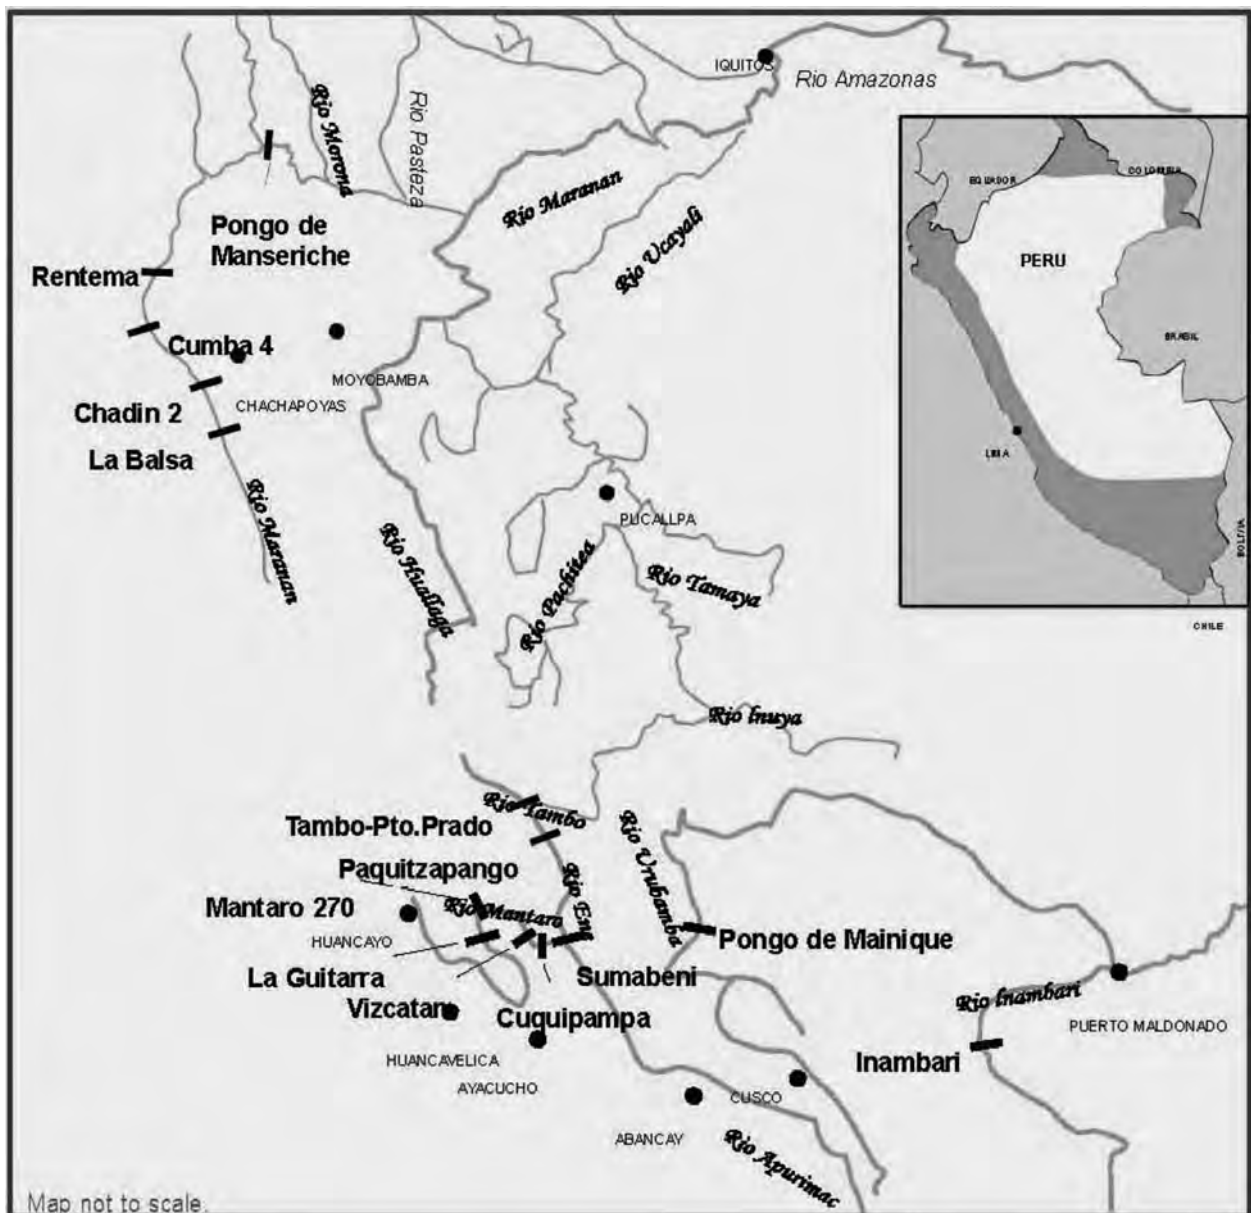 IQUITOS
Rio Amazonas
Rio Morona
Rio Pasteza
Rio Maranan
Rio Ucayali
Pongo de
Manseriche
Rentema
Cumba 4
MOYOBAMBA
Chadin 2
CHACHAPOYAS
La Balsa
Rio Maranan
Rio Huallaga
PUCALLPA
Rio Pachitea
Rio Tamaya
Rio Inuya
EQUADOR
COLOMBIA
PERU
BRASIL
LIMA
BOLIVIA
CHILE
Rio Tambo
Tambo-Pto.Prado
Paquitzapango
Rio Ene
Rio Urubamba
Mantaro 270
Rio Mantaro
HUANCAYO
Pongo de Mainique
La Guitarra
Sumabeni
Vizcatan
Cuquipampa
Rio Inambari
PUERTO MALDONADO
Inambari
HUANCAVELICA
AYACUCHO
CUSCO
ABANCAY
Rio Apurimac
Map not to scale.